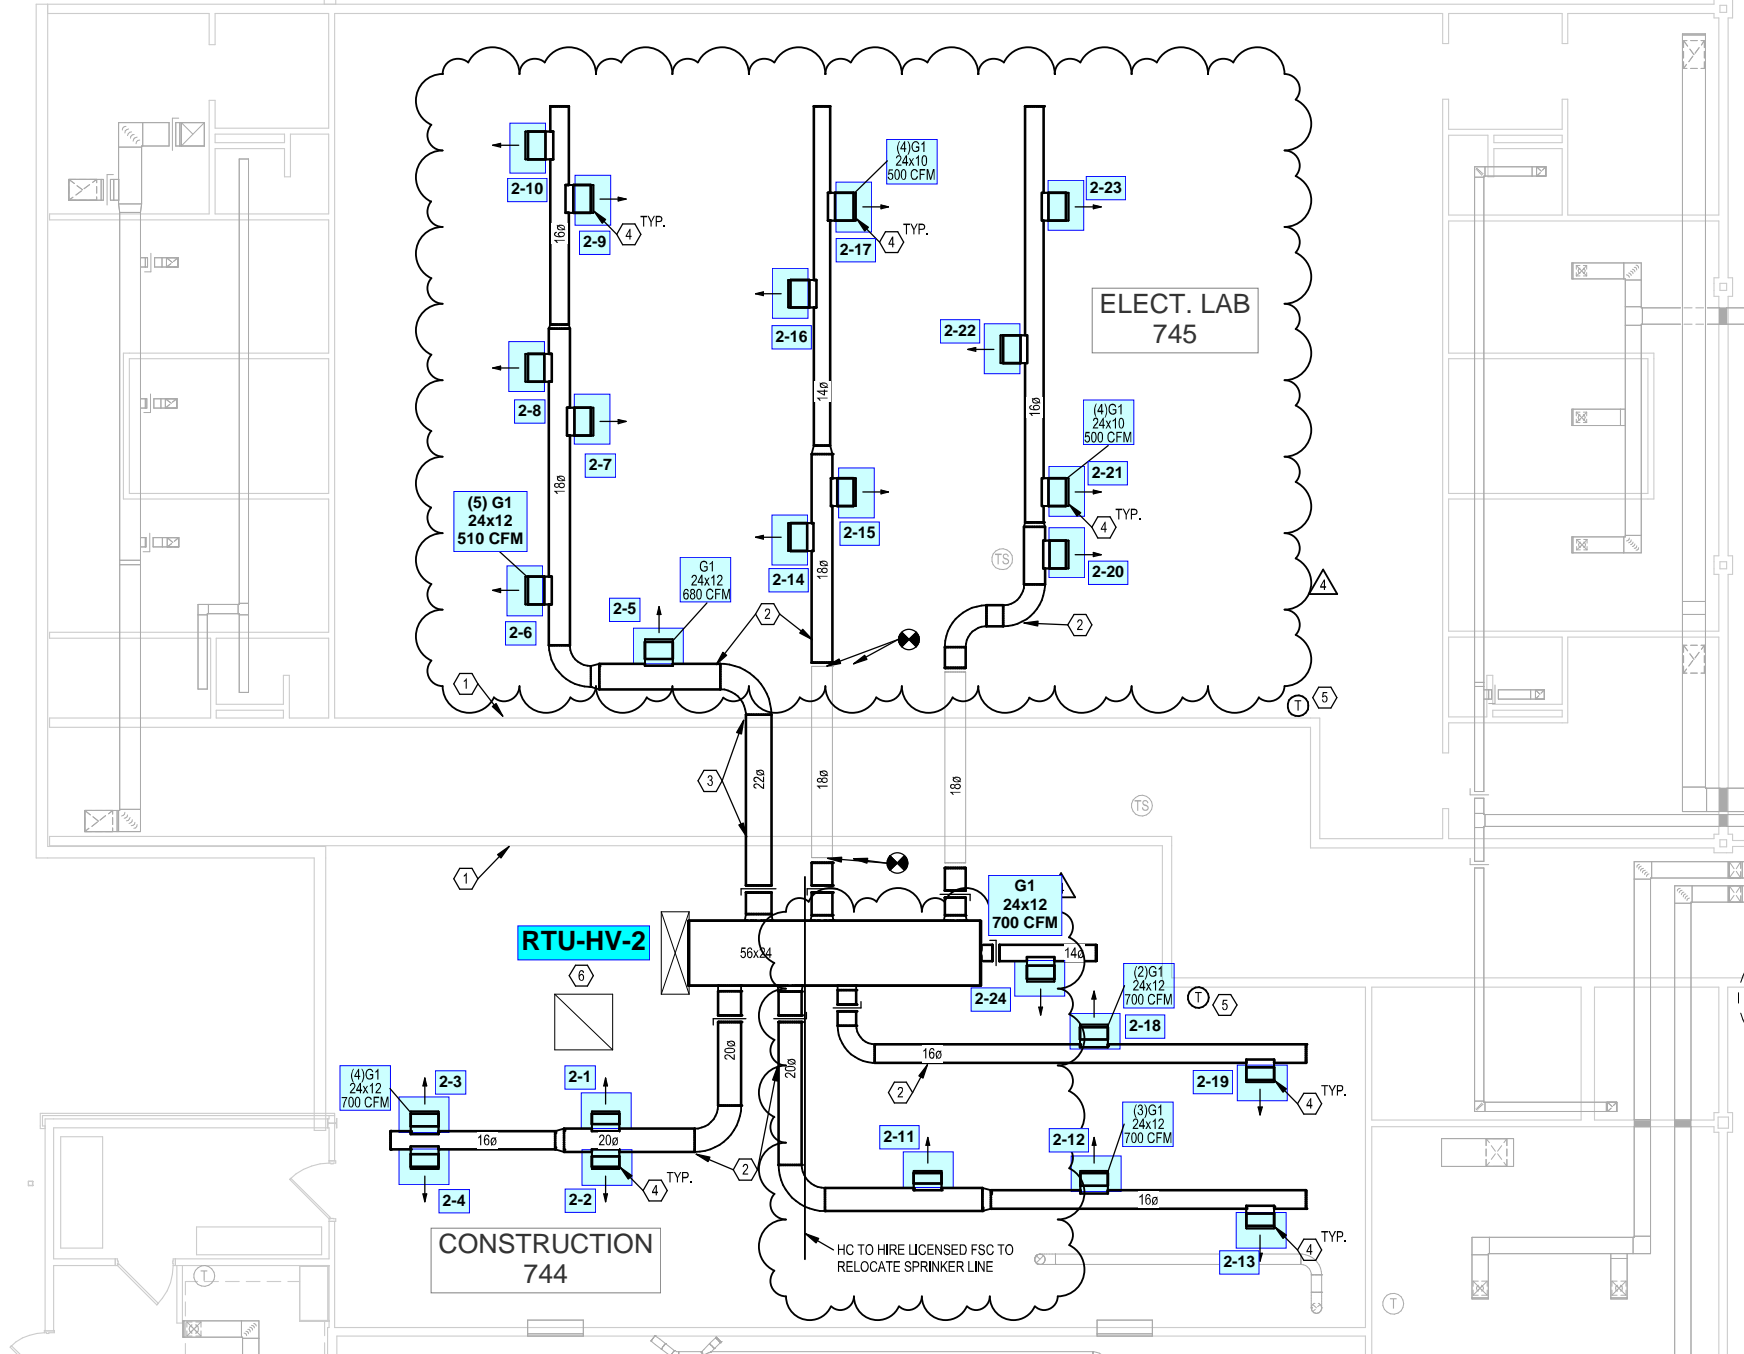 2-10
2-9
4
TYP.
16ø
(4)G1
24x10
500 CFM
2-17
4
TYP.
2-23
2-16
2-22
ELECT. LAB
745
14ø
16ø
2-8
2-7
18ø
(4)G1
24x10
500 CFM
2-21
4
TYP.
(5) G1
24x12
510 CFM
2-15
2-14
18ø
TS
2-20
4
G1
24x12
680 CFM
2-5
2-6
2
2
1
T
5
3
22ø
18ø
18ø
TS
1
G1
24x12
700 CFM
RTU-HV-2
6
56x24
14ø
2-24
(2)G1
24x12
700 CFM
T
5
2-18
16ø
2
2-19
4
TYP.
20ø
20ø
(4)G1
24x12
700 CFM
2-3
2-1
16ø
20ø
2-4
2-2
4
TYP.
2
2-11
2-12
(3)G1
24x12
700 CFM
16ø
4
TYP.
2-13
CONSTRUCTION
744
HC TO HIRE LICENSED FSC TO
RELOCATE SPRINKER LINE
T
T